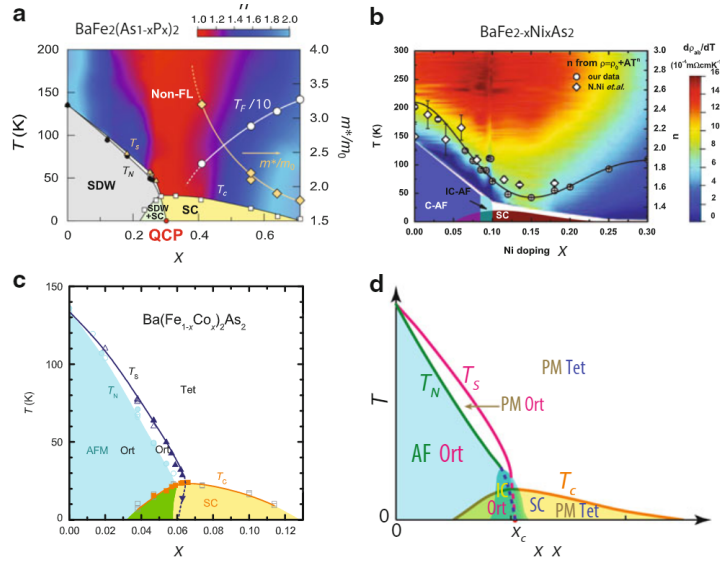 a
n
BaFe2(As1-xPx)2
1.0 1.2 1.4 1.6 1.8 2.0
200
150
100
50
0
T (K)
4.0
3.5
3.0
2.5
2.0
1.5
m*/m0
Non-FL
TF/10
Ts
TN
m*/m0
Tc
SDW
SDW
+SC
SC
0
0.2
0.4
0.6
QCP
x
b
BaFe2-xNixAs2
dρab/dT
(10-4mΩcmK-1)
300
250
200
150
100
50
0
T (K)
n from ρ=ρ0+ATn
our data
N.Ni et.al.
IC-AF
C-AF
SC
3.0
2.8
2.6
2.4
2.2
2.0
1.8
1.6
1.4
n
16
15
14
12
10
8
6
4
2
0
0.00 0.05 0.10 0.15 0.20 0.25 0.30
Ni doping X
c
Ba(Fe1-xCox)2As2
150
100
50
0
T (K)
TS
TN
Tet
AFM
Ort
Ort
TC
SC
0.00 0.02 0.04 0.06 0.08 0.10 0.12
X
d
T
TN
TS
PM Tet
PM Ort
AF Ort
IC
Ort
Tc
SC
PM Tet
0
0
xc
X X